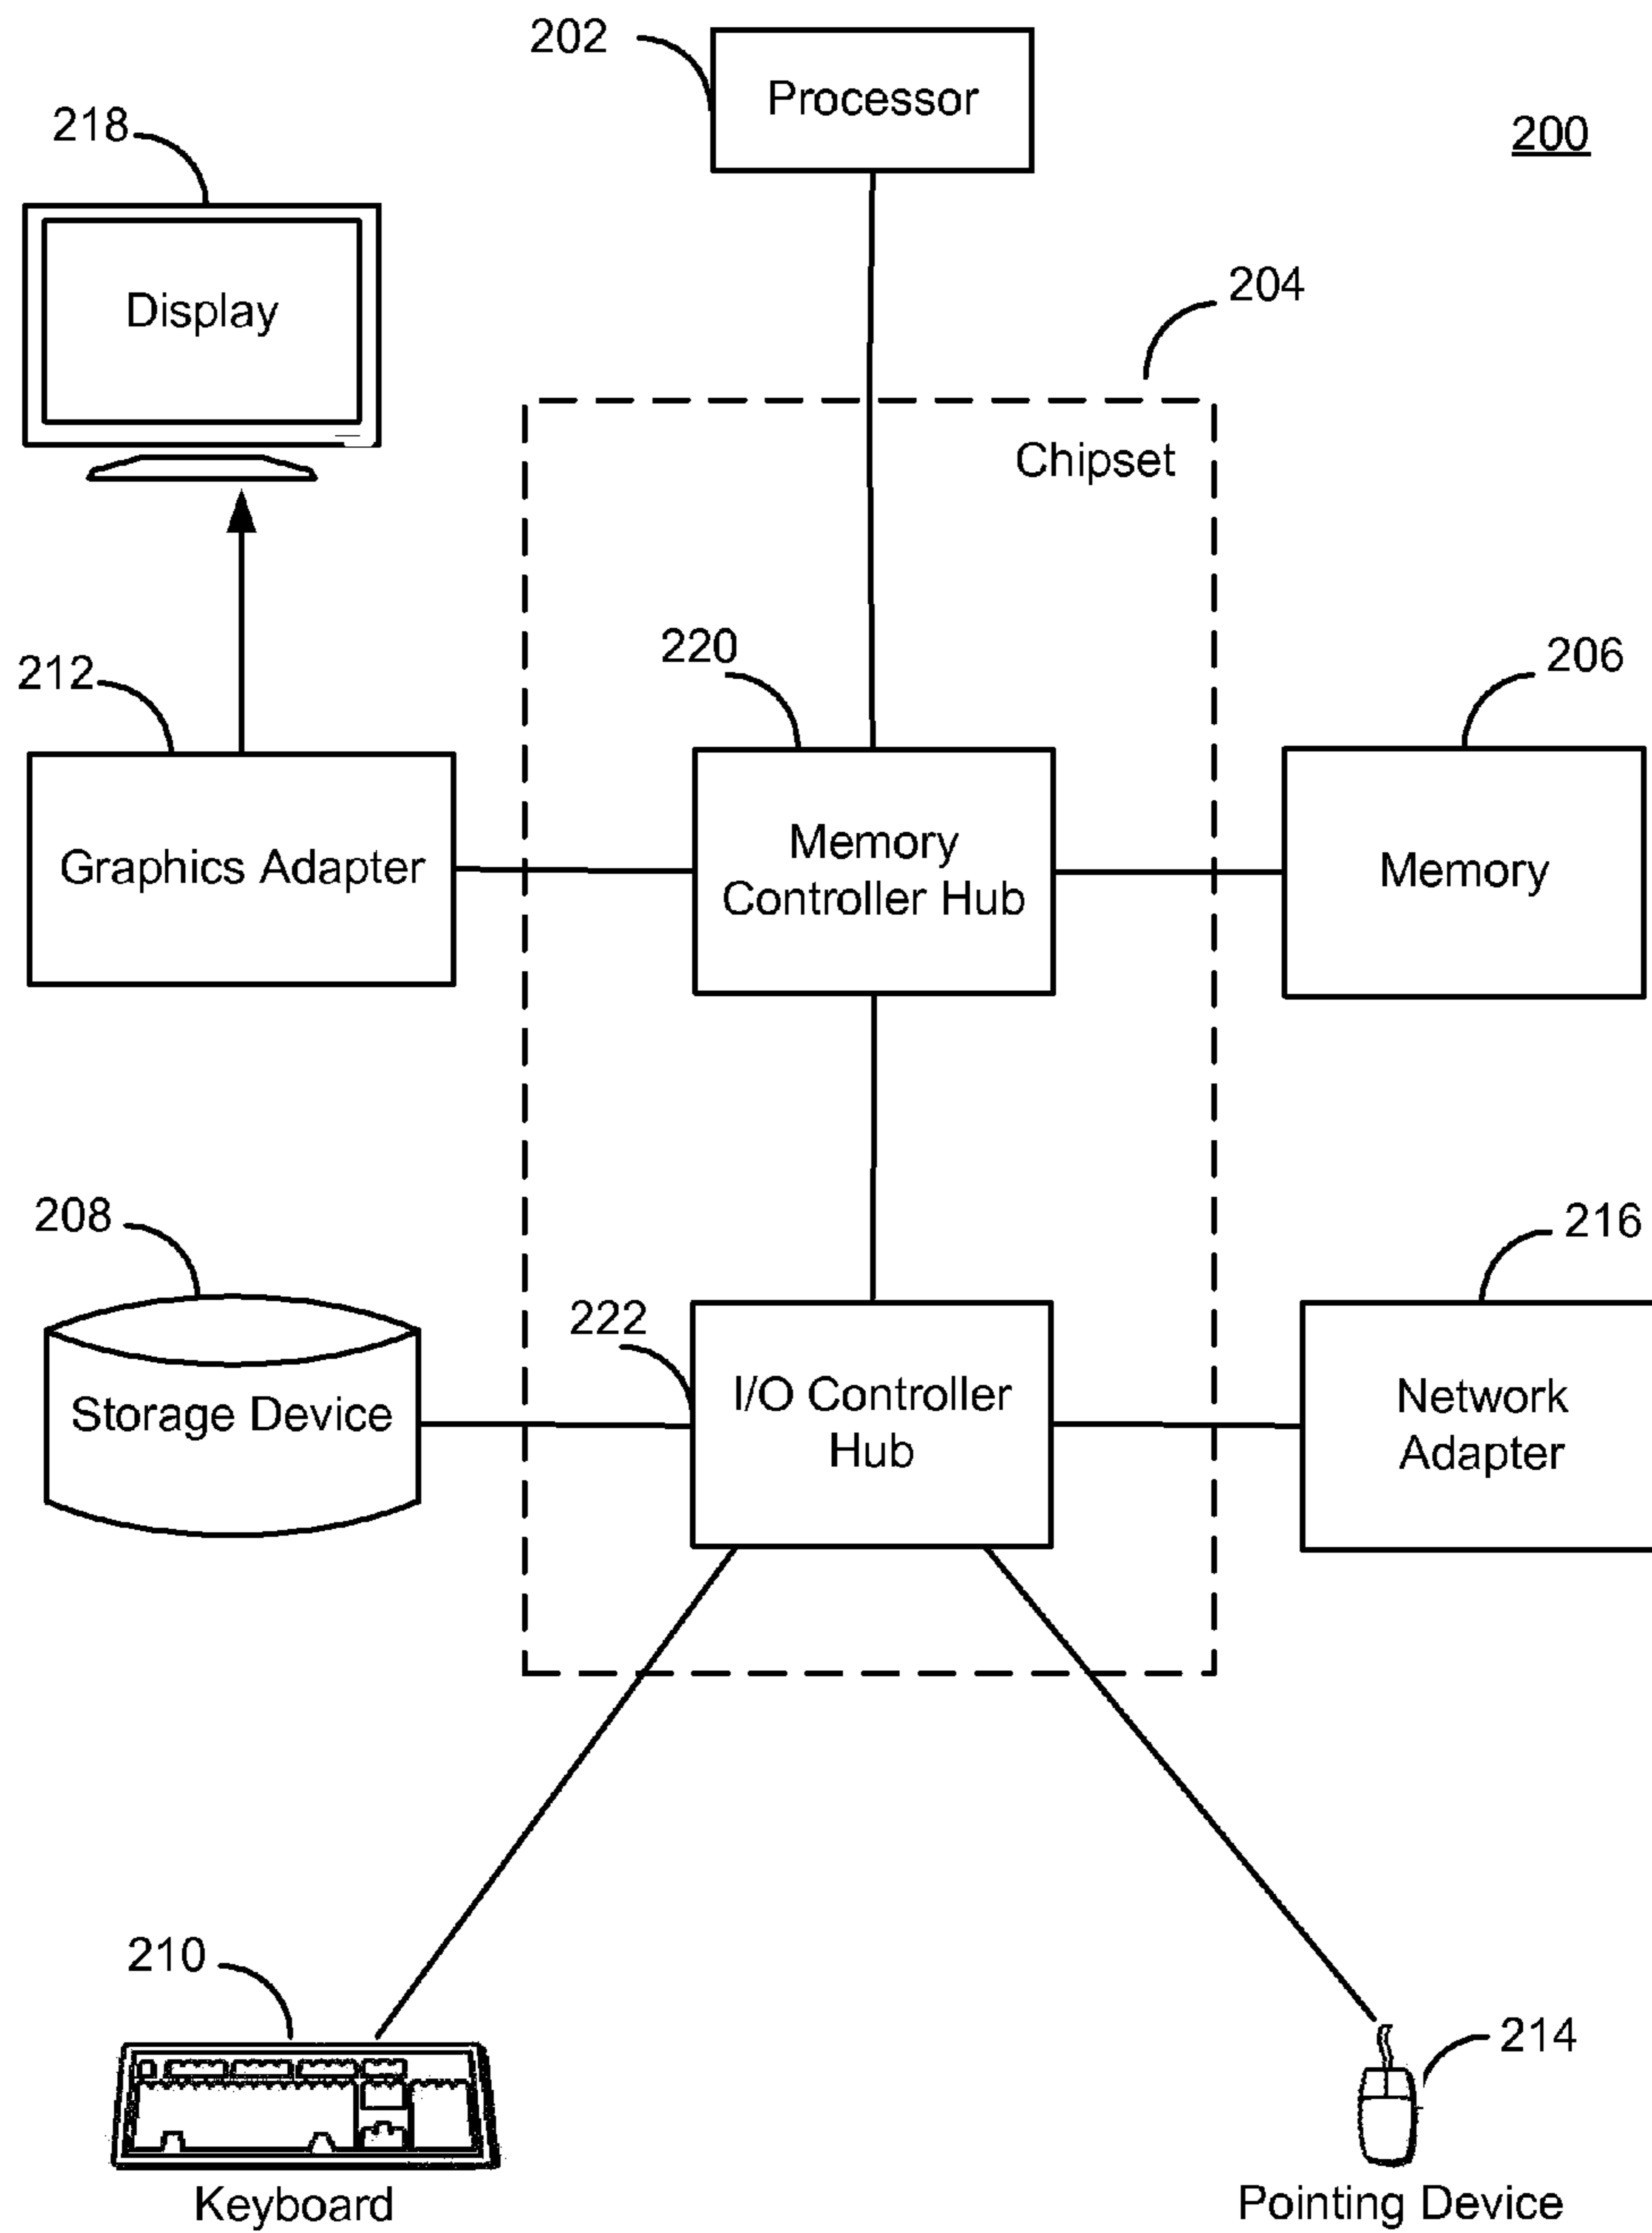 202
Processor
200
218
Display
204
Chipset
212
220
206
Graphics Adapter
Memory
Controller Hub
Memory
208
222
216
Storage Device
I/O Controller
Hub
Network
Adapter
210
214
Keyboard
Pointing Device